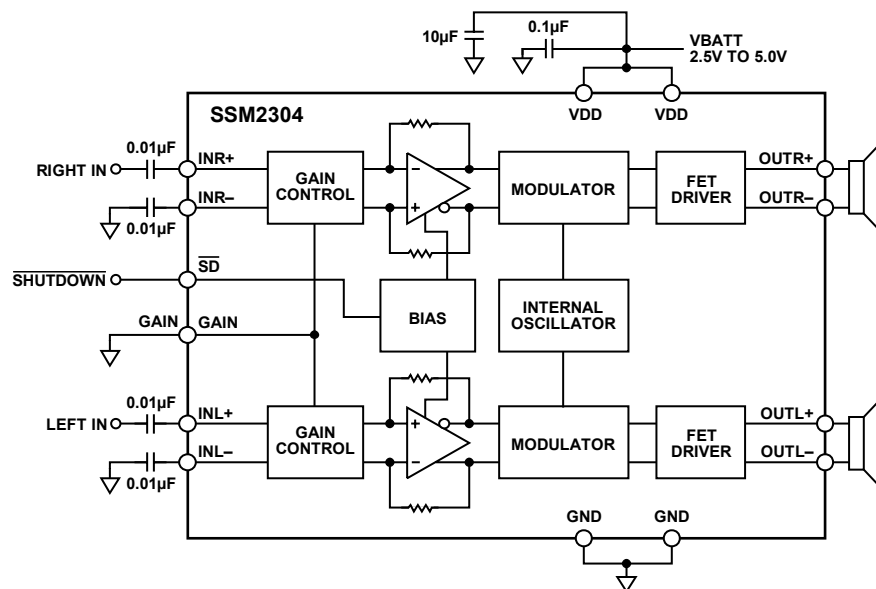 10µF
0.1µF
VBATT
2.5V TO 5.0V
SSM2304
VDD
VDD
0.01µF
RIGHT IN
INR+
INR–
0.01µF
GAIN
CONTROL
–
+
MODULATOR
FET
DRIVER
OUTR+
OUTR–
SHUTDOWN
SD
BIAS
INTERNAL
OSCILLATOR
GAIN
GAIN
0.01µF
LEFT IN
INL+
INL–
0.01µF
GAIN
CONTROL
+
–
MODULATOR
FET
DRIVER
OUTL+
OUTL–
GND
GND